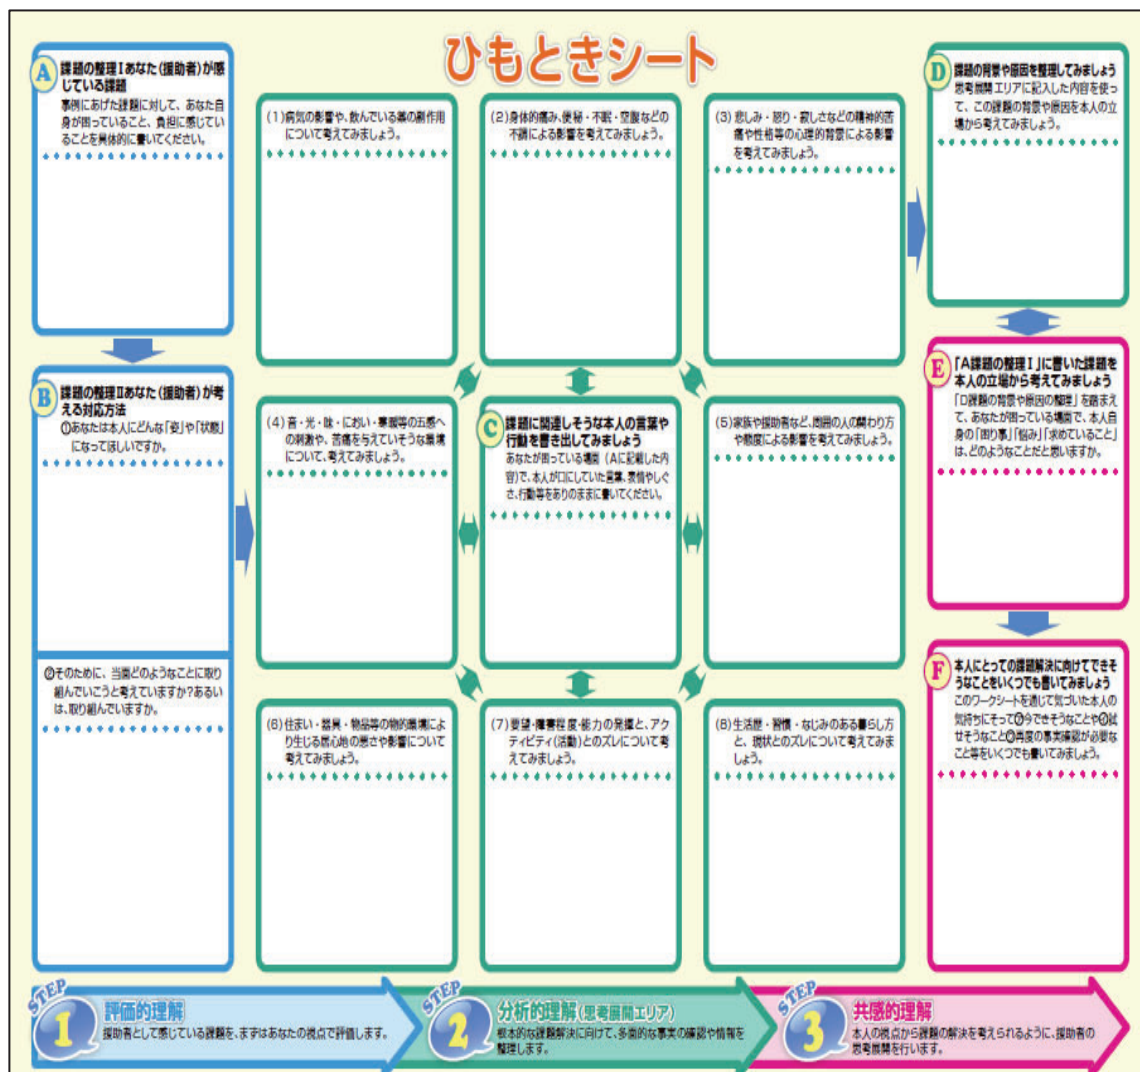 ひもときシート
A
課題の整理Ⅰあなた(援助者)が感
じている課題
事例にあげた課題に対して、あなた自
身が困っていること、負担に感じてい
ることを具体的に書いてください。
B
課題の整理Ⅱあなた(援助者)が考
える対応方法
①あなたは本人にどんな「姿」や「状態」
になってほしいですか。
②そのために、当面どのようなことに取り
組んでいこうと考えていますか?あるい
は、取り組んでいますか。
(1)病気の影響や、飲んでいる薬の副作用
について考えてみましょう。
(2)身体的痛み、便秘・不眠・空腹などの
不調による影響を考えてみましょう。
(3)悲しみ・怒り・寂しさなどの精神的苦
痛や性格等の心理的背景による影響
を考えてみましょう。
(4)音・光・味・におい・寒暖等の五感へ
の刺激や、苦痛を与えていそうな環境
について、考えてみましょう。
C
課題に関連しそうな本人の言葉や
行動を書き出してみましょう
あなたが困っている場面(Aに記載した内
容)で、本人が口にしていた言葉、表情やしぐ
さ、行動等をありのままに書いてください。
(5)家族や援助者など、周囲の人の関わり方
や態度による影響を考えてみましょう。
(6)住まい・器具・物品等の物的環境によ
り生じる居心地の悪さや影響について
考えてみましょう。
(7)要望・障害程度・能力の発揮と、アク
ティビティ(活動)とのズレについて考
えてみましょう。
(8)生活歴・習慣・なじみのある暮らし方
と、現状とのズレについて考えてみま
しょう。
D
課題の背景や原因を整理してみましょう
思考展開エリアに記入した内容を使っ
て、この課題の背景や原因を本人の立
場から考えてみましょう。
E
「A課題の整理Ⅰ」に書いた課題を
本人の立場から考えてみましょう
「D課題の背景や原因の整理」を踏まえ
て、あなたが困っている場面で、本人自
身の「困り事」「悩み」「求めていること」
は、どのようなことだと思いますか。
F
本人にとっての課題解決に向けてできそ
うなことをいくつでも書いてみましょう
このワークシートを通じて気づいた本人の
気持ちにそって⑦今できそうなことや⑦試
せそうなこと⑦再度の事実確認が必要な
こと等をいくつでも書いてみましょう。
STEP
1
評価的理解
援助者として感じている課題を、まずはあなたの視点で評価します。
STEP
2
分析的理解(思考展開エリア)
根本的な課題解決に向けて、多面的な事実の確認や情報を
整理します。
STEP
3
共感的理解
本人の視点から課題の解決を考えられるように、援助者の
思考展開を行います。